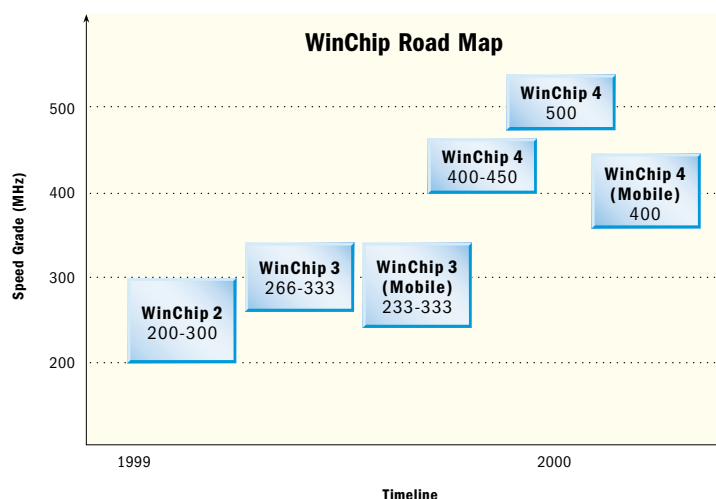 WinChip Road Map
Speed Grade (MHz)
500
400
300
200
WinChip 2
200-300
WinChip 3
266-333
WinChip 3
(Mobile)
233-333
WinChip 4
400-450
WinChip 4
500
WinChip 4
(Mobile)
400
1999
2000
Timeline